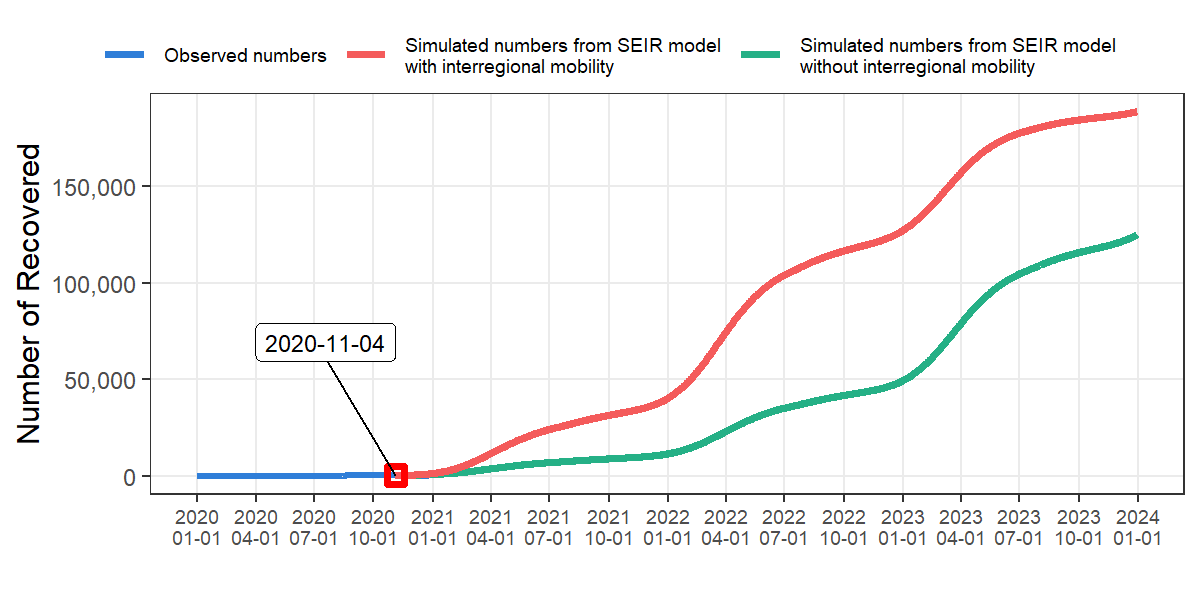 Observed numbers
Simulated numbers from SEIR model
with interregional mobility
Simulated numbers from SEIR model
without interregional mobility
Number of Recovered
150,000
100,000
50,000
0
2020-11-04
2020 2020 2020 2020 2021 2021 2021 2021 2022 2022 2022 2022 2023 2023 2023 2023 2024
01-01 04-01 07-01 10-01 01-01 04-01 07-01 10-01 01-01 04-01 07-01 10-01 01-01 04-01 07-01 10-01 01-01